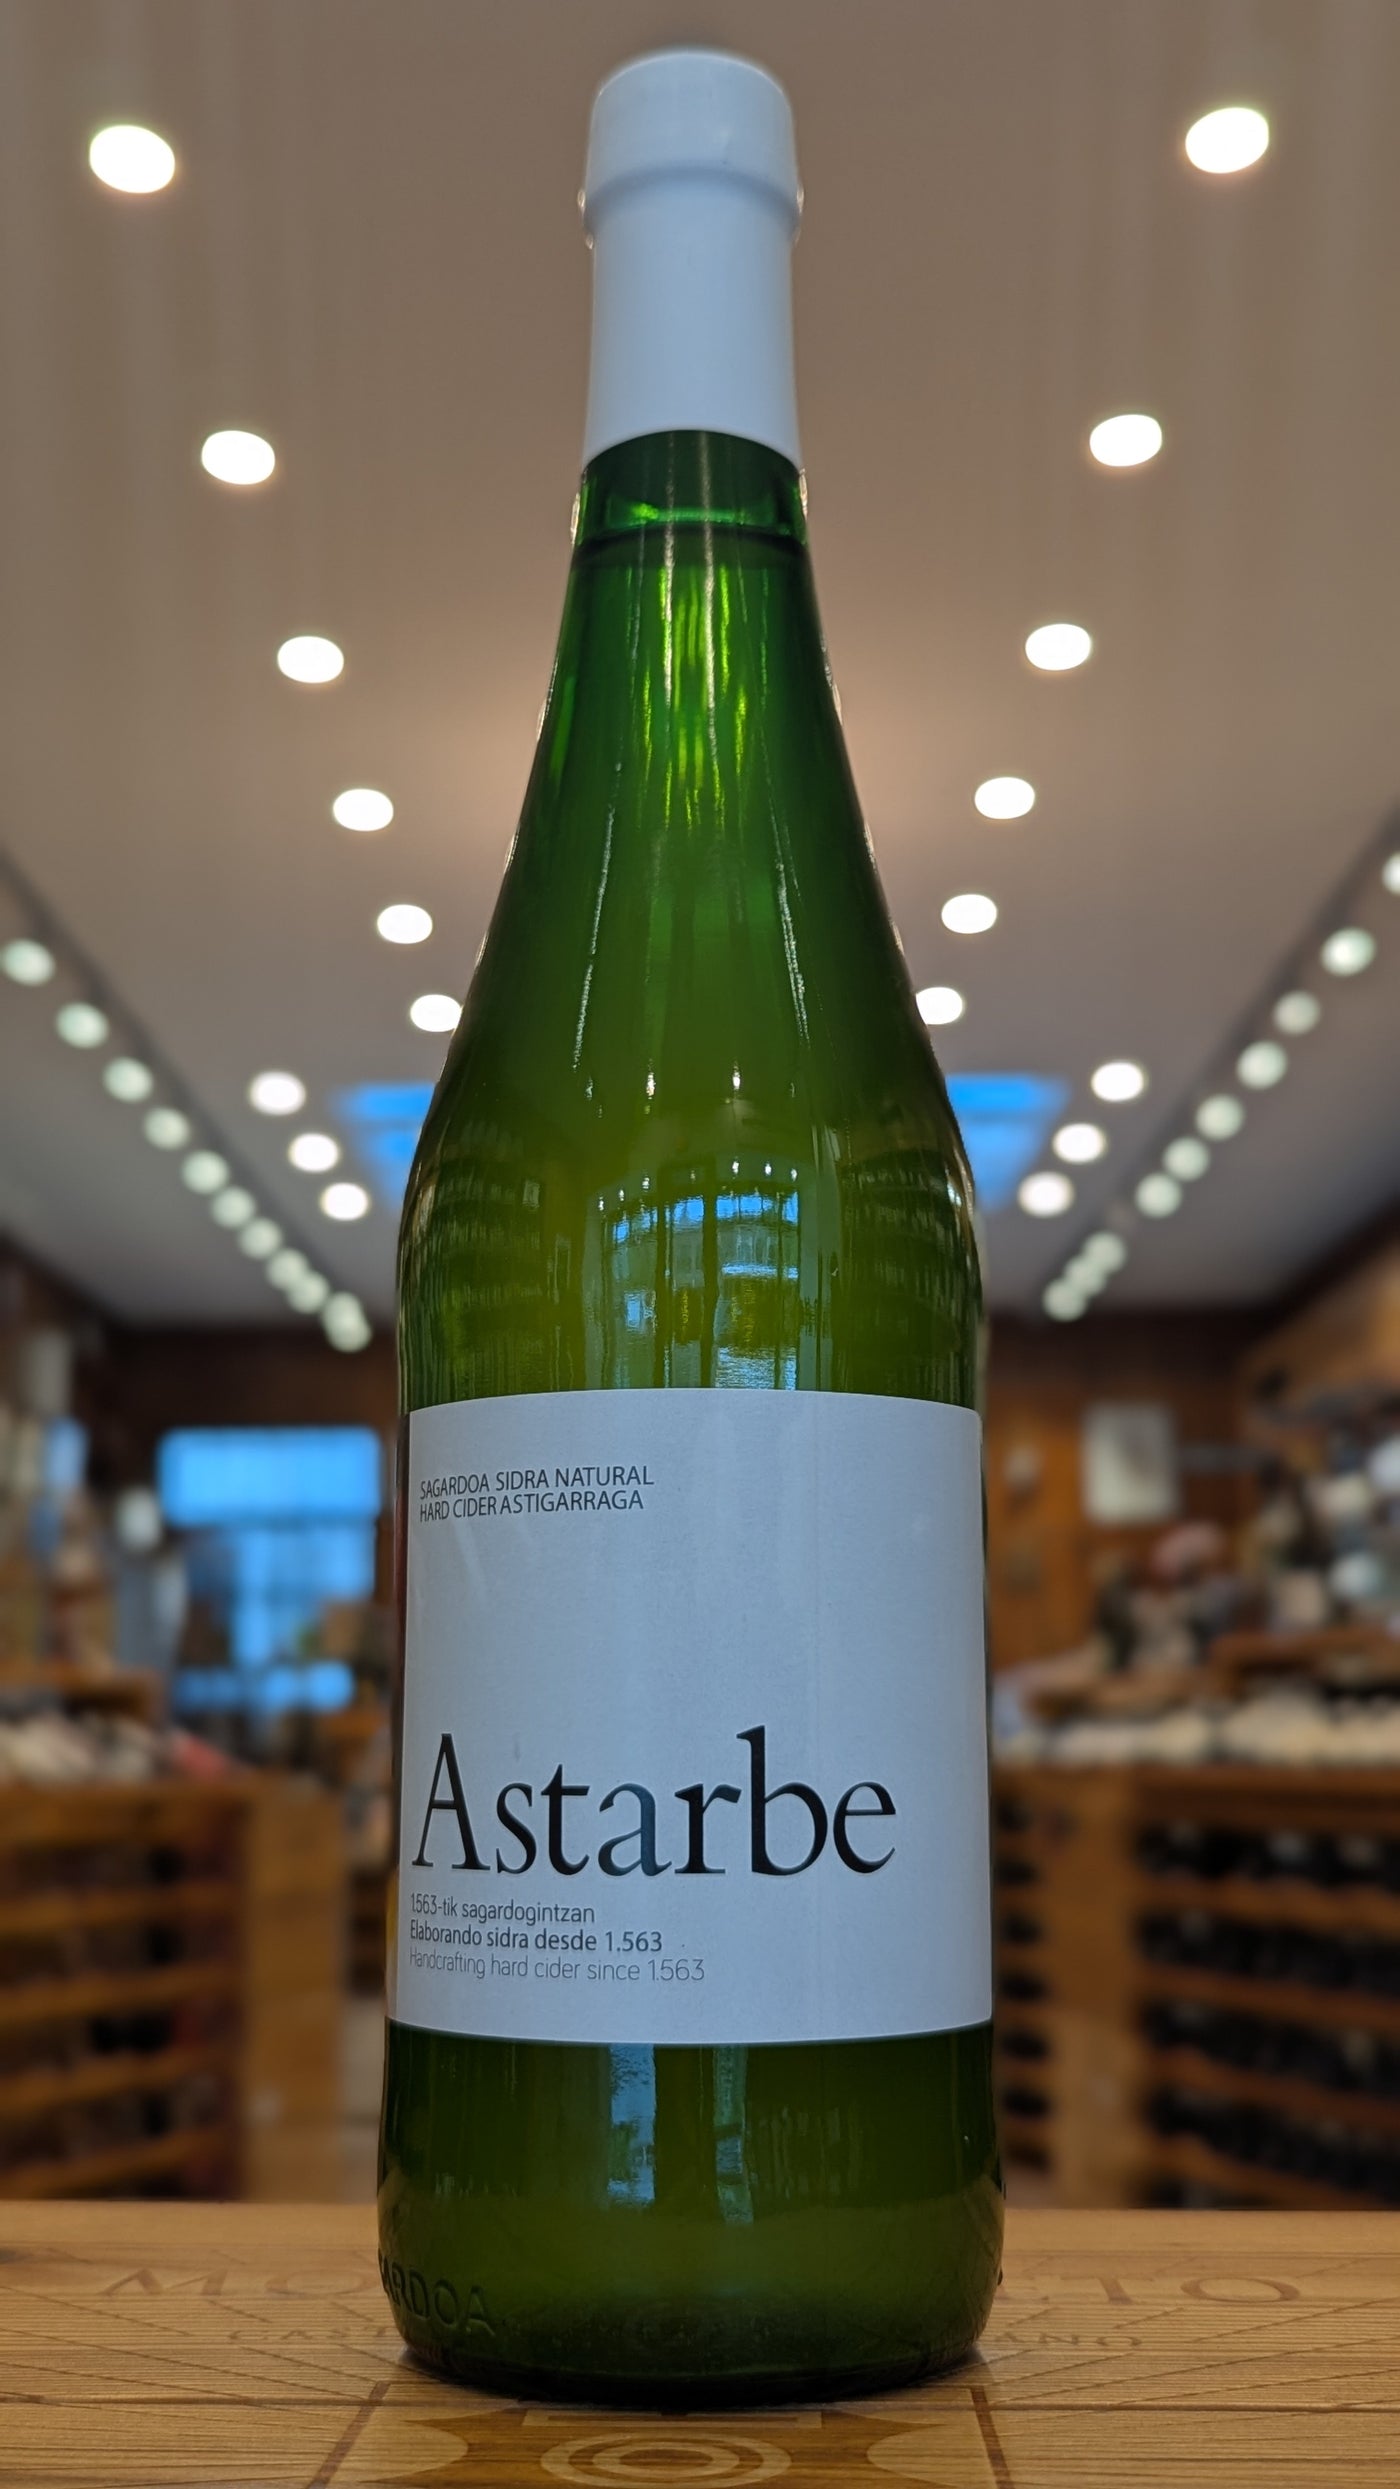 SAGARDOA SIDRA NATURAL
HARD CIDER ASTIGARRAGA
Astarbe
1.563-tik sagardogintzan
Elaborando sidra desde 1.563
Handcrafting hard cider since 1.563